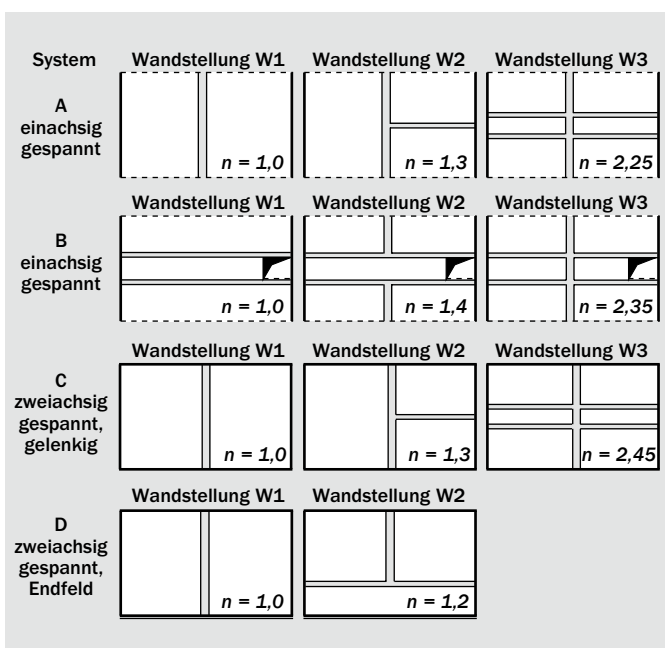 System Wandstellung W1 Wandstellung W2 Wandstellung W3
A
einachsig
gespannt
n = 1,0 n = 1,3 n = 2,25
Wandstellung W1 Wandstellung W2 Wandstellung W3
B
einachsig
gespannt
n = 1,0 n = 1,4 n = 2,35
Wandstellung W1 Wandstellung W2 Wandstellung W3
C
zweiachsig
gespannt,
gelenkig
n = 1,0 n = 1,3 n = 2,45
Wandstellung W1 Wandstellung W2
D
zweiachsig
gespannt,
Endfeld
n = 1,0 n = 1,2